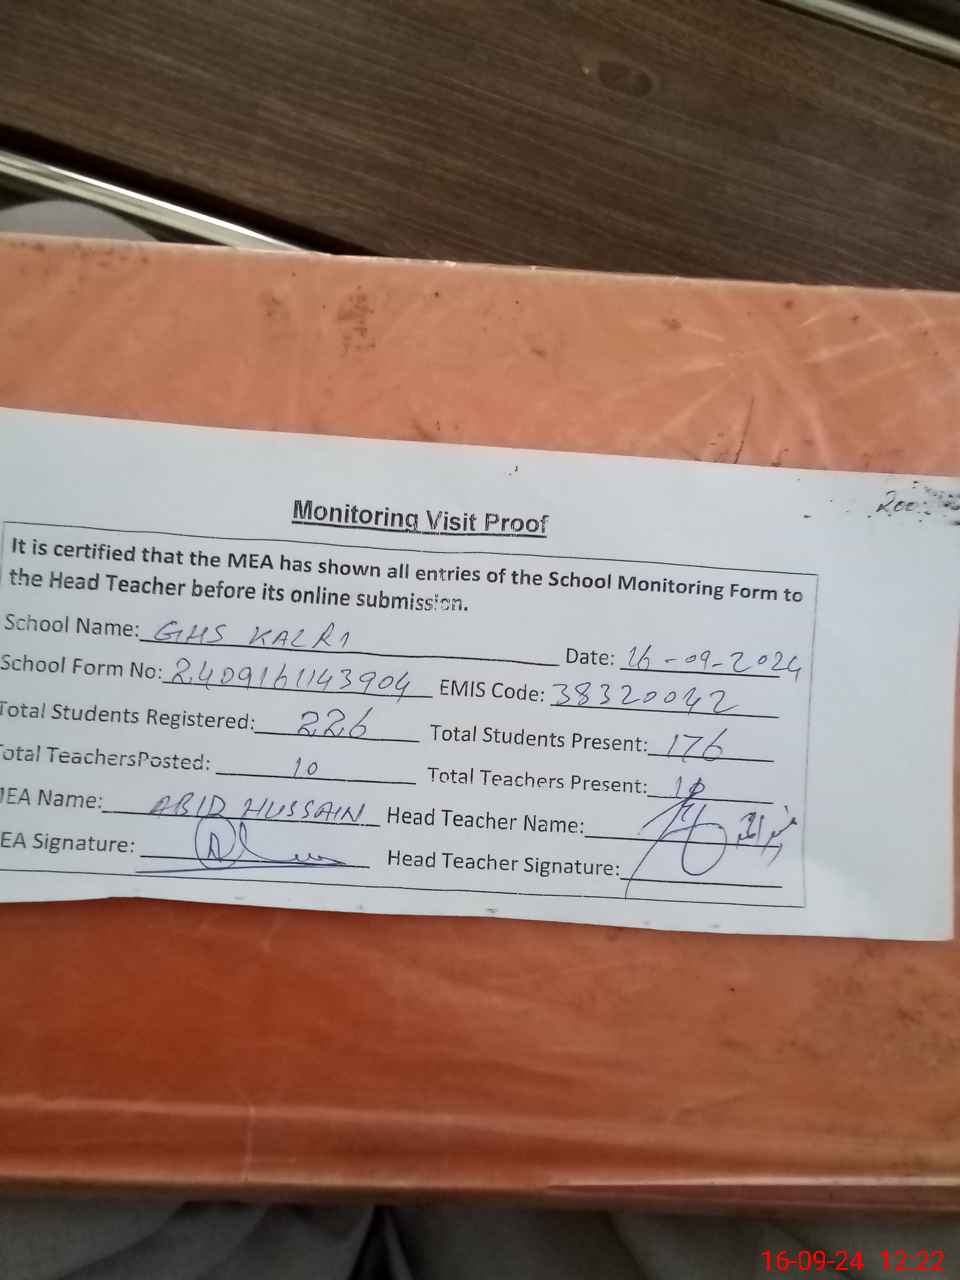 Monitoring Visit Proof
It is certified that the MEA has shown all entries of the School Monitoring Form to
the Head Teacher before its online submission.
School Name: GHS KALRI Date: 16-09-2024
School Form No: 2409161143904 EMIS Code: 38320042
Total Students Registered: 226 Total Students Present: 176
Total TeachersPosted: 10 Total Teachers Present: 10
MEA Name: ABID HUSSAIN Head Teacher Name:
EA Signature: Head Teacher Signature:
16-09-24 12:22